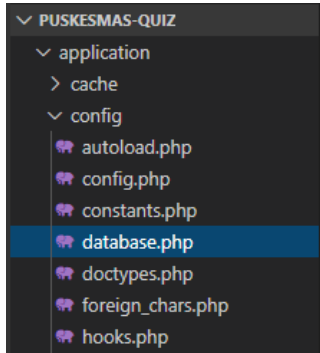 PUSKESMAS-QUIZ
application
cache
config
autoload.php
config.php
constants.php
database.php
doctypes.php
foreign_chars.php
hooks.php